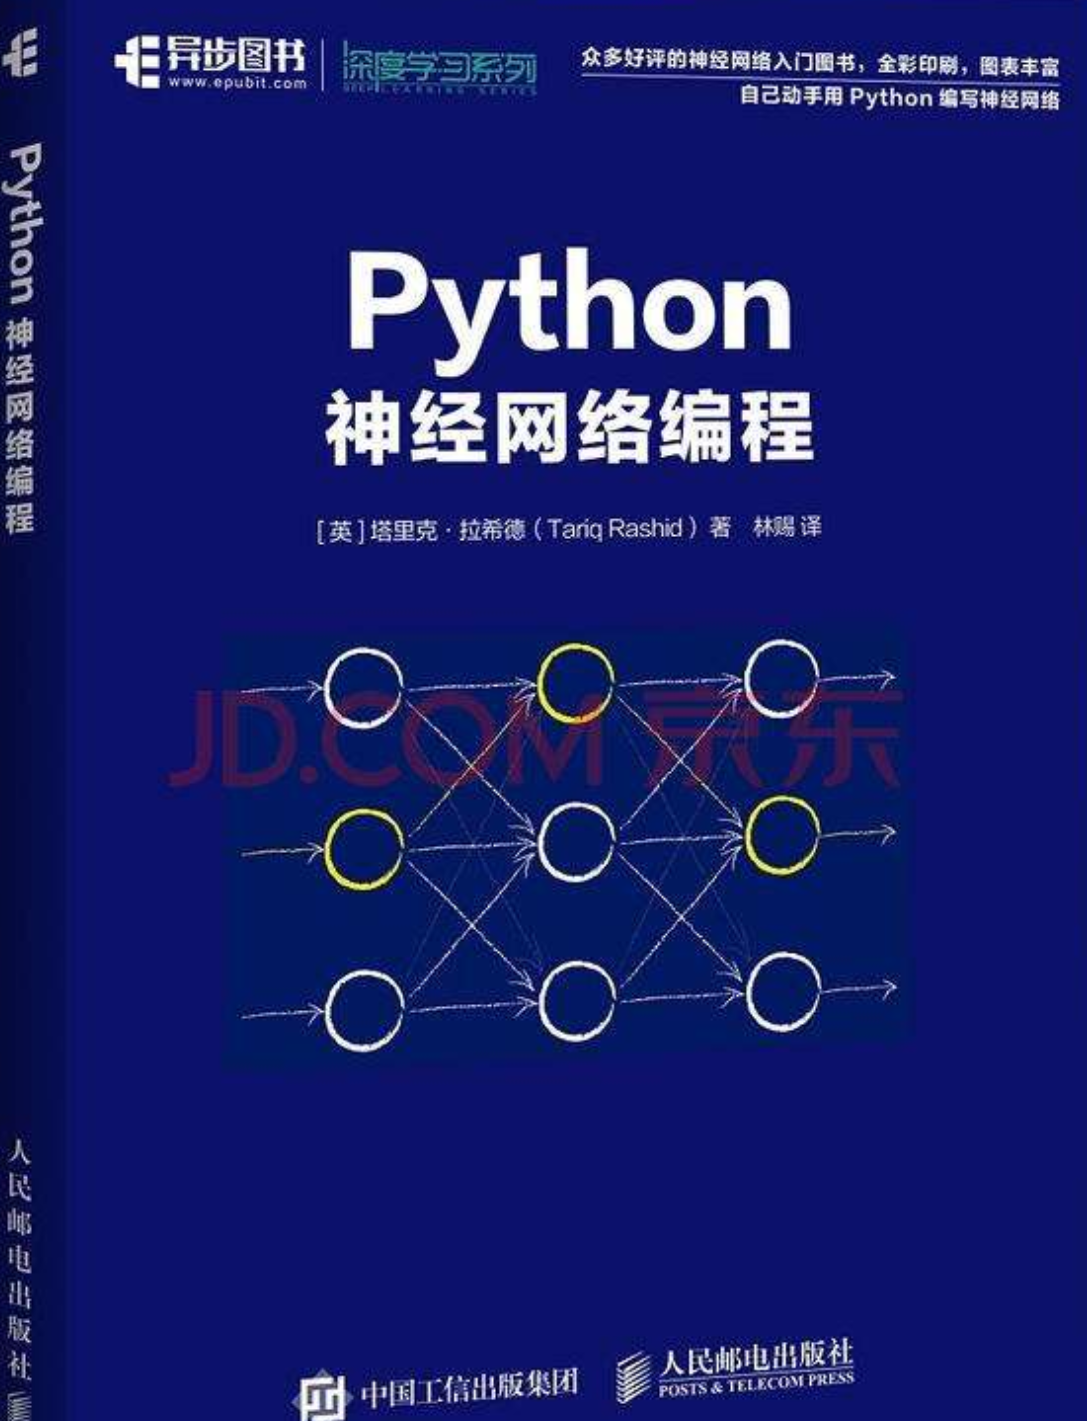 异步图书
www.epubit.com
深度学习系列
DEEP LEARNING SERIES
众多好评的神经网络入门图书，全彩印刷，图表丰富
自己动手用 Python 编写神经网络
Python
神经网络编程
[ 英 ] 塔里克 · 拉希德（Tariq Rashid）著 林赐 译
JD.COM 京东
中国工信出版集团
人民邮电出版社
POSTS & TELECOM PRESS
Python 神经网络编程
人民邮电出版社